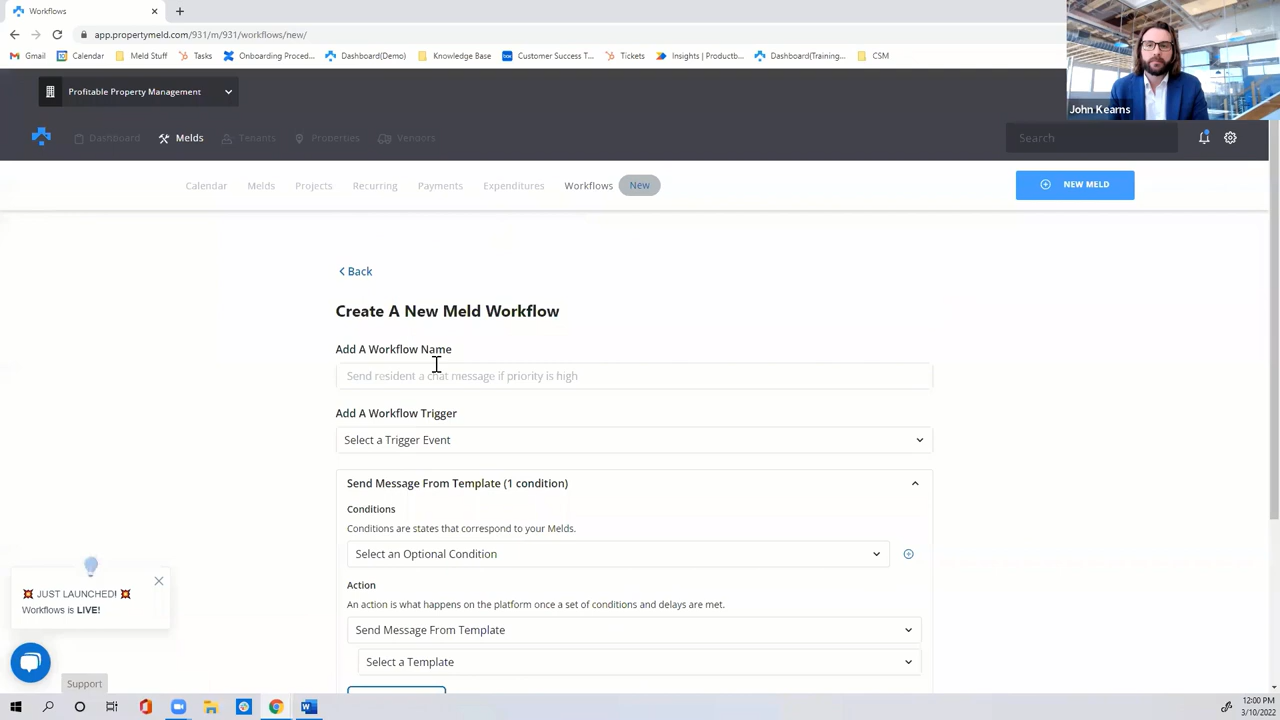 Workflows
app.propertymeld.com/931/m/931/workflows/new/
Gmail Calendar Meld Stuff Tasks Onboarding Proced... Dashboard(Demo) Knowledge Base Customer Success T... Tickets Insights | Productb... Dashboard(Training... CSM
John Kearns
Profitable Property Management
Dashboard Melds Tenants Properties Vendors Search
Calendar Melds Projects Recurring Payments Expenditures Workflows New NEW MELD
Back
Create A New Meld Workflow
Add A Workflow Name
Send resident a chat message if priority is high
Add A Workflow Trigger
Select a Trigger Event
Send Message From Template (1 condition)
Conditions
Conditions are states that correspond to your Melds.
Select an Optional Condition
Action
An action is what happens on the platform once a set of conditions and delays are met.
Send Message From Template
Select a Template
JUST LAUNCHED!
Workflows is LIVE!
Support
12:00 PM
3/10/2022